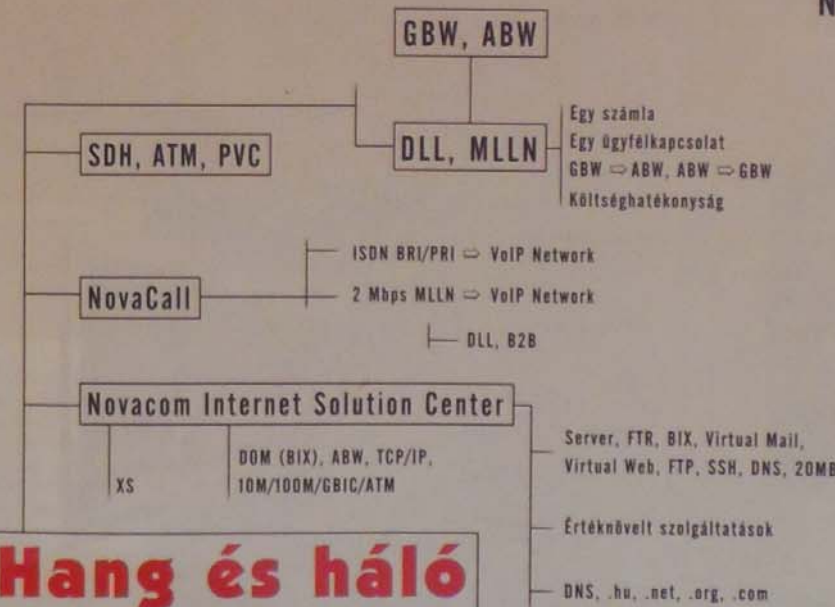 N
GBW, ABW
SDH, ATM, PVC
DLL, MLLN
Egy számla
Egy ügyfélkapcsolat
GBW ⇨ ABW, ABW ⇨ GBW
Költséghatékonyság
NovaCall
ISDN BRI/PRI ⇨ VoIP Network
2 Mbps MLLN ⇨ VoIP Network
DLL, B2B
Novacom Internet Solution Center
XS
DOM (BIX), ABW, TCP/IP,
10M/100M/GBIC/ATM
Server, FTR, BIX, Virtual Mail,
Virtual Web, FTP, SSH, DNS, 20MB
Értéknövelt szolgáltatások
DNS, .hu, .net, .org, .com
Hang és háló